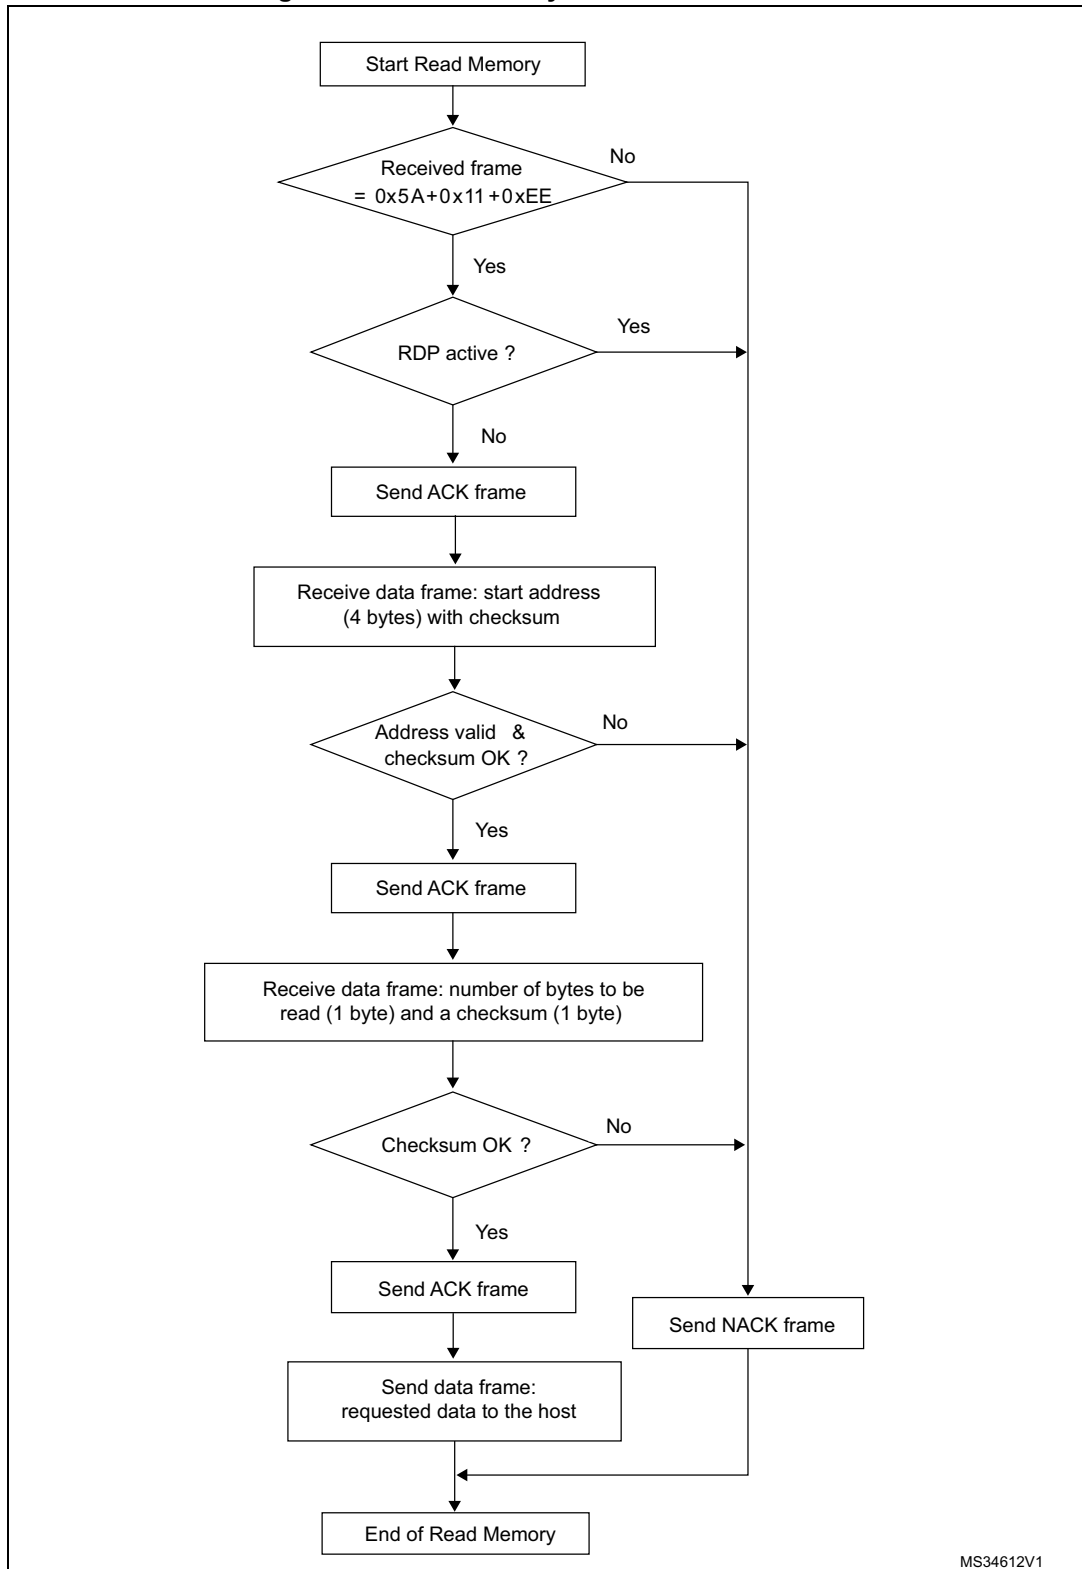 Start Read Memory
Received frame
= 0x5A+0x11+0xEE
No
Yes
RDP active ?
Yes
No
Send ACK frame
Receive data frame: start address
(4 bytes) with checksum
Address valid & 
checksum OK ?
No
Yes
Send ACK frame
Receive data frame: number of bytes to be
read (1 byte) and a checksum (1 byte)
Checksum OK ?
No
Yes
Send ACK frame
Send NACK frame
Send data frame:
requested data to the host
End of Read Memory
MS34612V1